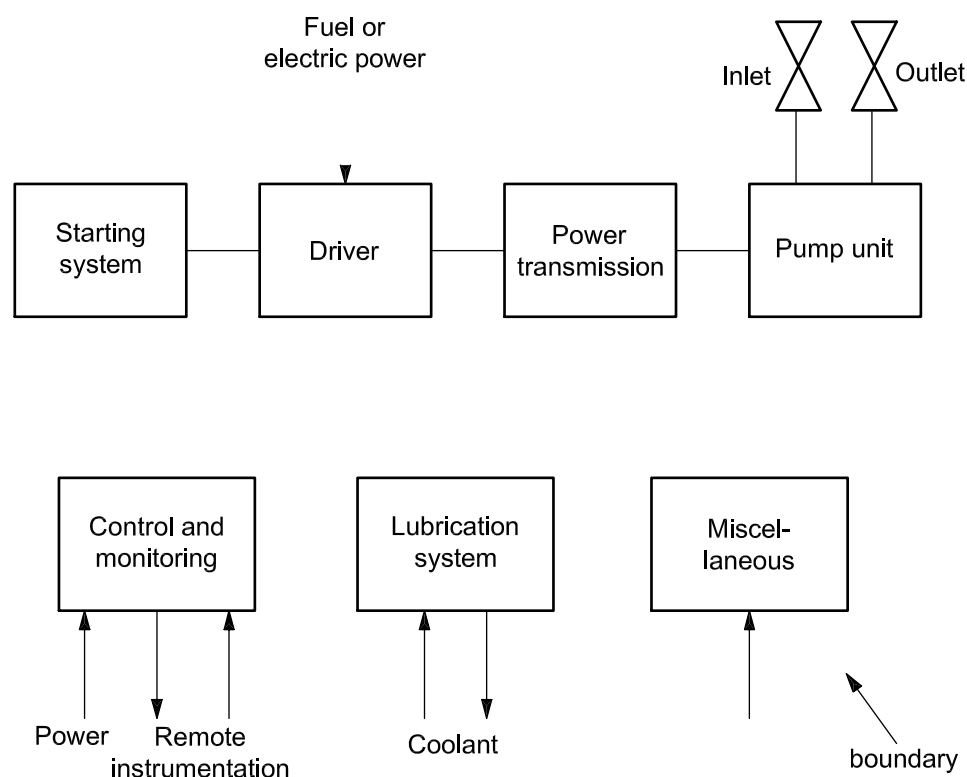 Fuel or
electric power
Inlet
Outlet
Starting
system
Driver
Power
transmission
Pump unit
Control and
monitoring
Lubrication
system
Miscel-
laneous
Power
Remote
instrumentation
Coolant
boundary